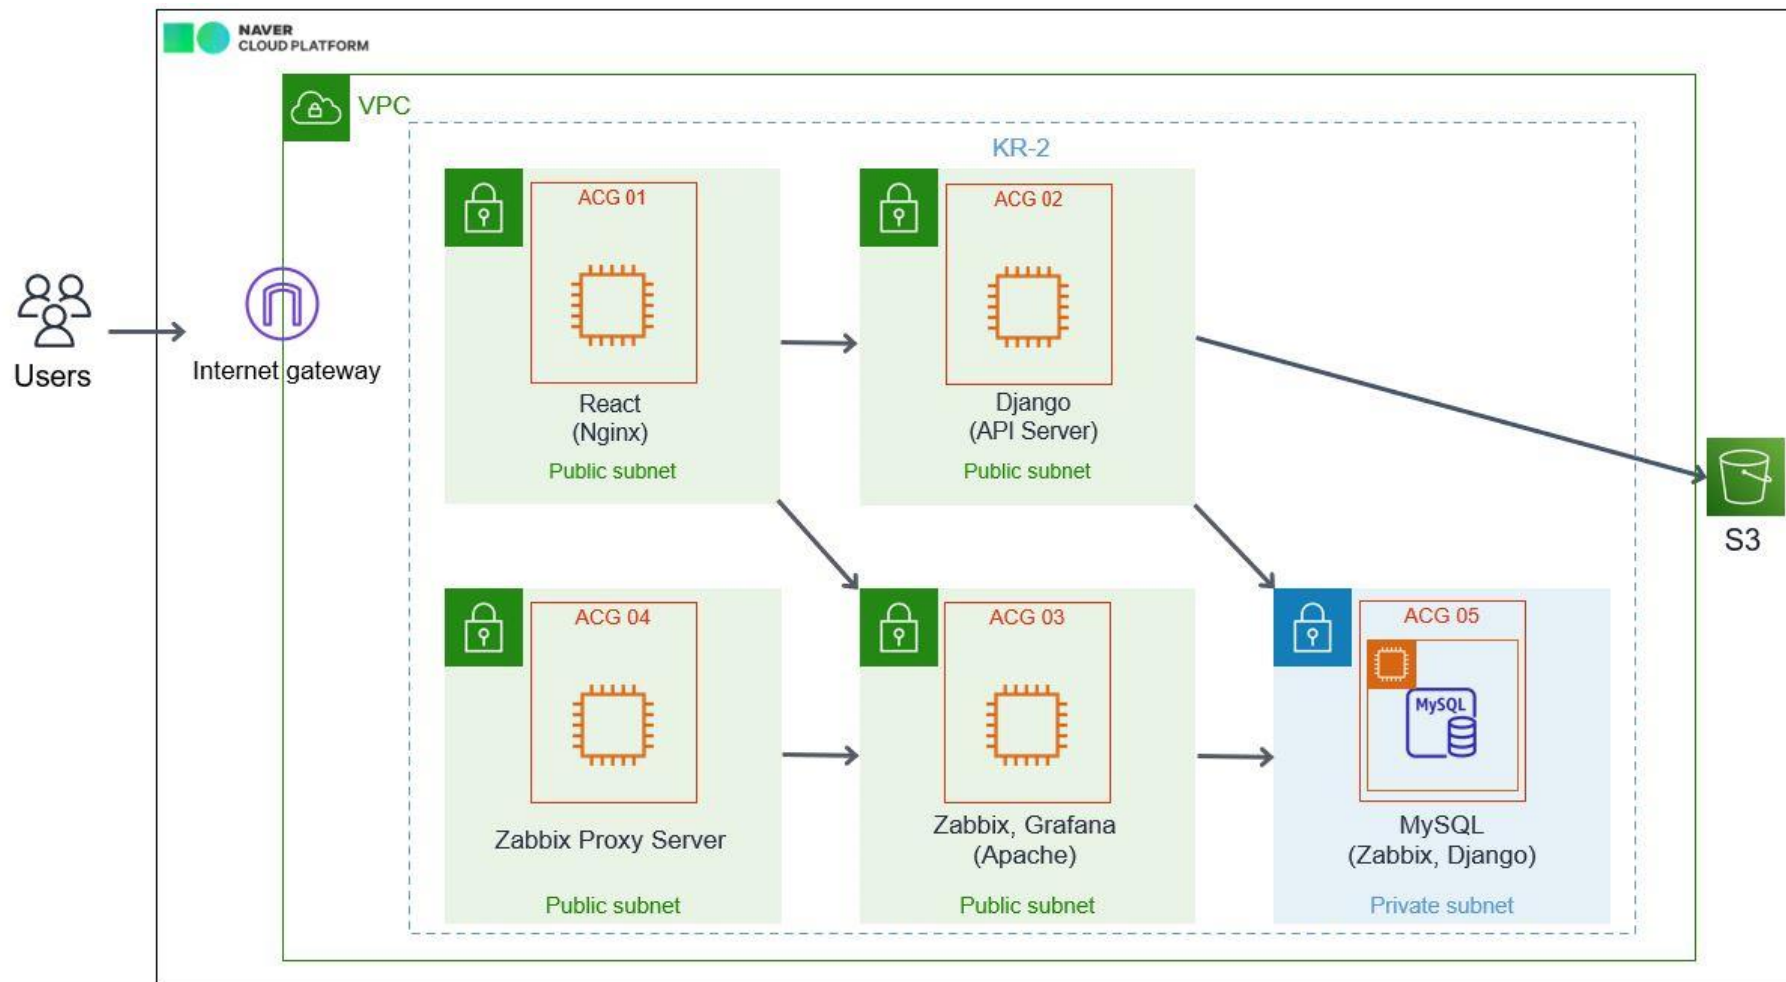 NAVER
CLOUD PLATFORM
VPC
KR-2
ACG 01
React
(Nginx)
Public subnet
ACG 02
Django
(API Server)
Public subnet
Users
Internet gateway
S3
ACG 04
Zabbix Proxy Server
Public subnet
ACG 03
Zabbix, Grafana
(Apache)
Public subnet
ACG 05
MySQL
MySQL
(Zabbix, Django)
Private subnet